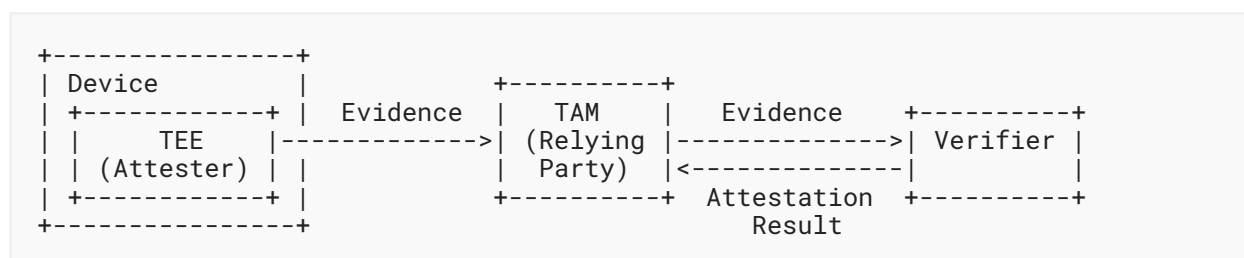 +----------------+
| Device         |            +----------+
| +------------+ |  Evidence  |   TAM    |   Evidence    +----------+
| |     TEE    |------------->| (Relying |-------------->| Verifier |
| | (Attester) | |            |  Party)  |<--------------|          |
| +------------+ |            +----------+  Attestation  +----------+
+----------------+                             Result